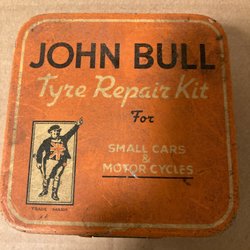 JOHN BULL
Tyre Repair Kit
For
SMALL CARS
&
MOTOR CYCLES
TRADE MARK